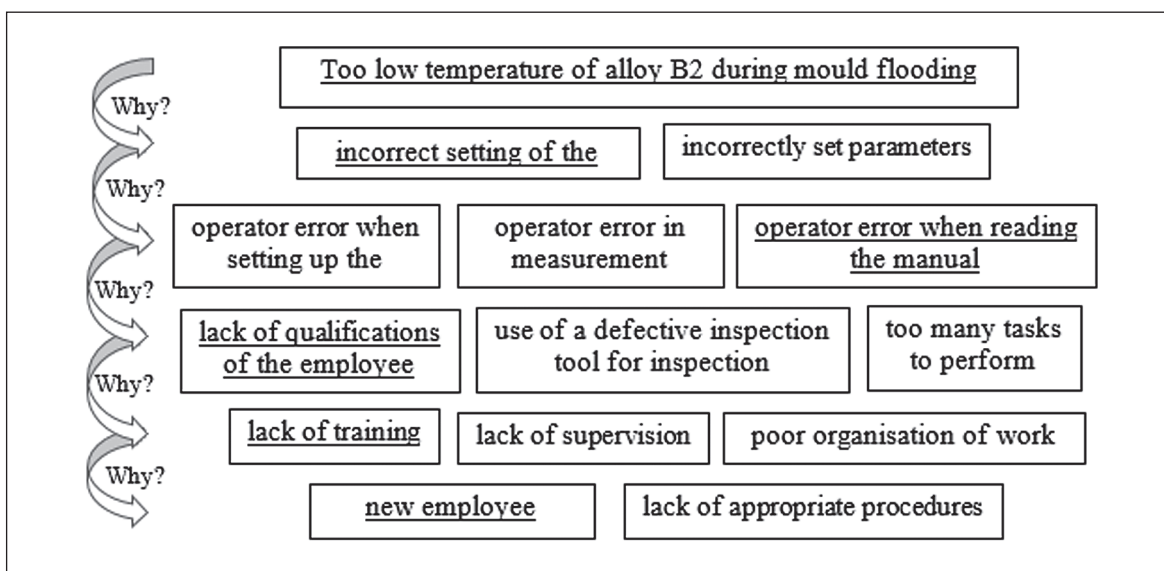 Too low temperature of alloy B2 during mould flooding
Why?
incorrect setting of the
incorrectly set parameters
Why?
operator error when
setting up the
operator error in
measurement
operator error when reading
the manual
Why?
lack of qualifications
of the employee
use of a defective inspection
tool for inspection
too many tasks
to perform
Why?
lack of training
lack of supervision
poor organisation of work
Why?
new employee
lack of appropriate procedures